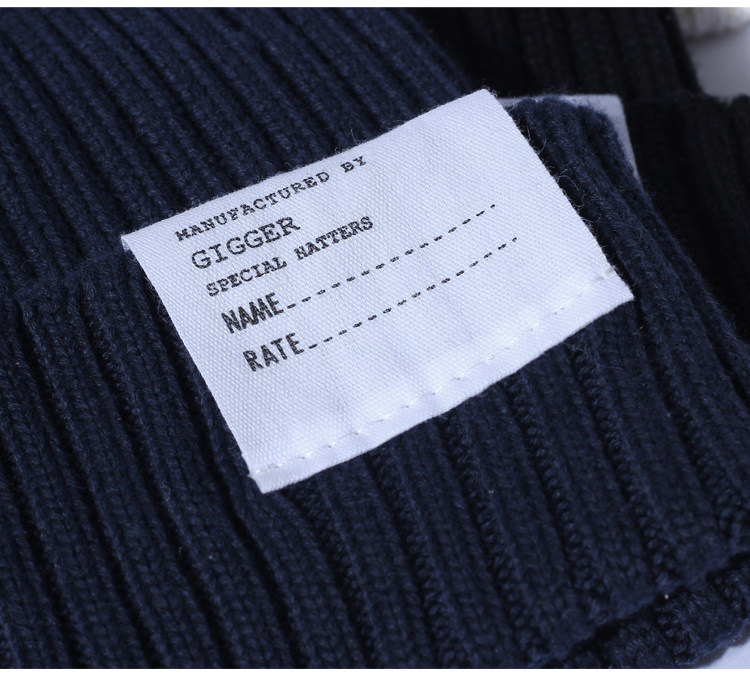 MANUFACTURED BY
GIGGER
SPECIAL HATTERS
NAME----------------
RATE----------------